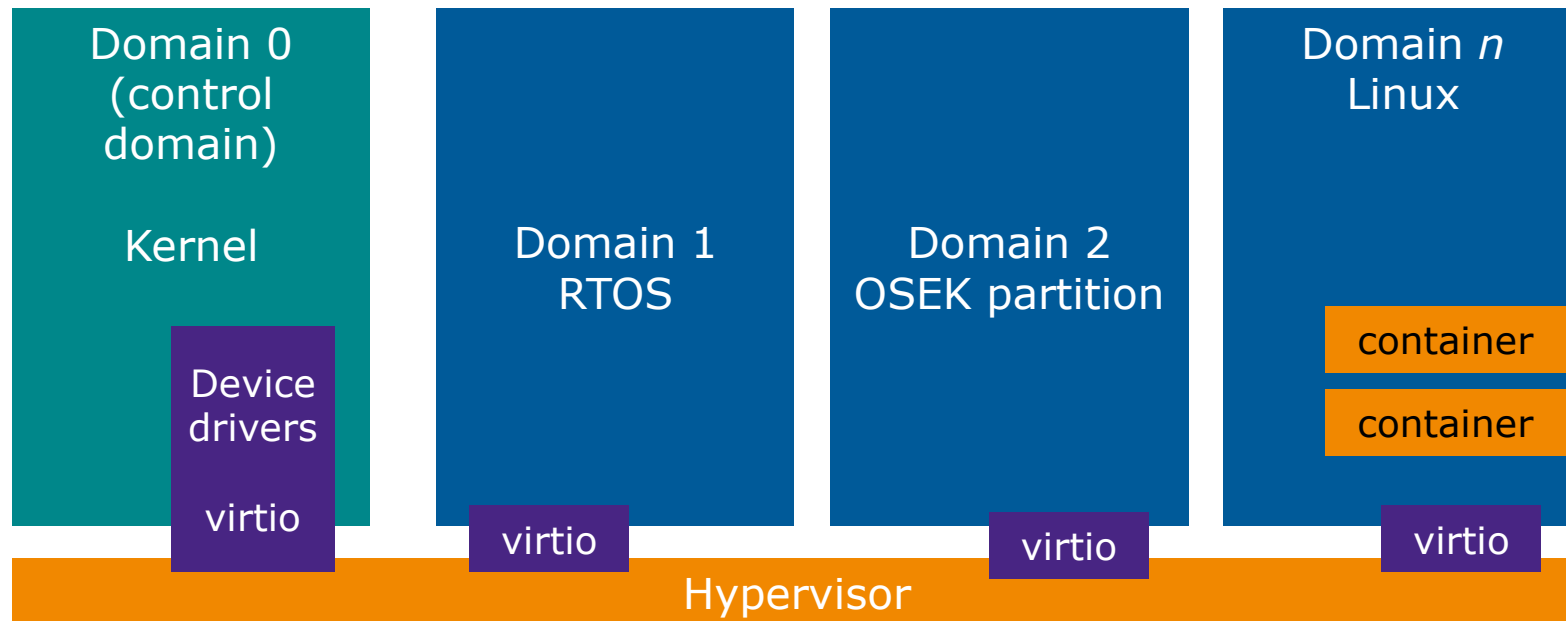 Domain 0
(control
domain)
Kernel
Device
drivers
virtio
Domain 1
RTOS
virtio
Domain 2
OSEK partition
virtio
Domain n
Linux
container
container
virtio
Hypervisor